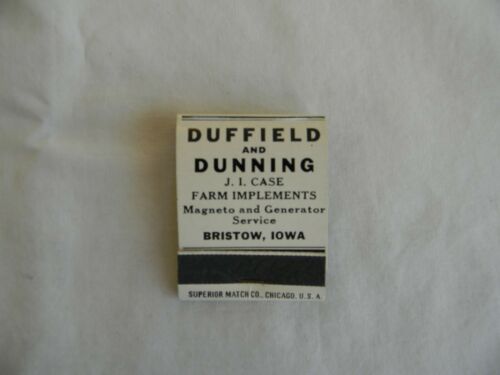 DUFFIELD
AND
DUNNING
J. I. CASE
FARM IMPLEMENTS
Magneto and Generator
Service
BRISTOW, IOWA
SUPERIOR MATCH CO., CHICAGO, U. S. A.